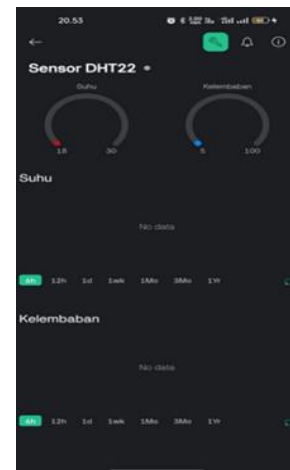 20.53
Sensor DHT22
Suhu
Kelembaban
18 30
5 100
Suhu
No data
6h 12h 1d 1wk 1Mo 3Mo 1Yr
Kelembaban
No data
6h 12h 1d 1wk 1Mo 3Mo 1Yr